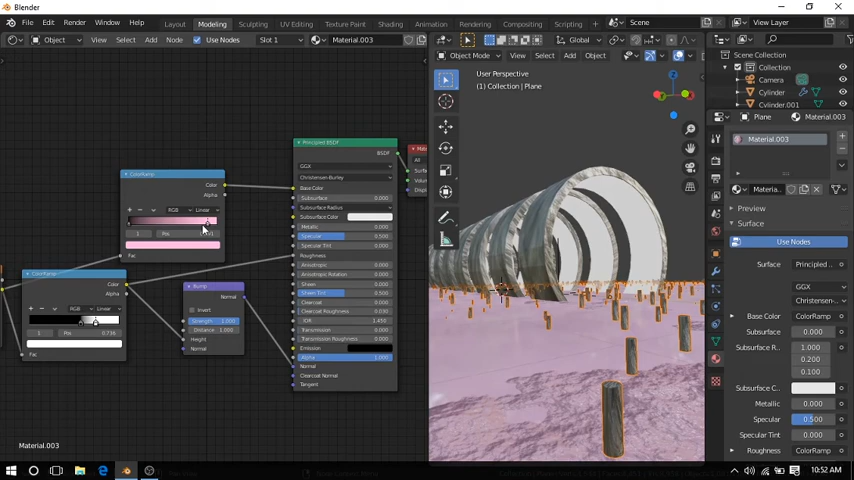 Blender
File Edit Render Window Help Layout Modeling Sculpting UV Editing Texture Paint Shading Animation Rendering Compositing Scripting Scene View Layer
Object View Select Add Node Use Nodes Slot 1 Material.003 Global
Object Mode View Select Add Object
User Perspective
(1) Collection | Plane
Scene Collection
Collection
Camera
Cylinder
Cylinder.001
Plane Material.003
Material.003
Materia..
Preview
Surface
Use Nodes
Surface Principled ..
GGX
Christensen-..
Base Color ColorRamp
Subsurface 0.000
Subsurface R.. 1.000
0.200
0.100
Subsurface C..
Metallic 0.000
Specular 0.500
Specular Tint 0.000
Roughness ColorRamp
ColorRamp
Color
Alpha
RGB Linear
1 Pos
Fac
ColorRamp
Color
Alpha
RGB Linear
1 Pos 0.736
Fac
Bump
Normal
Invert
Strength 1.000
Distance 1.000
Height
Normal
Principled BSDF
BSDF
GGX
Christensen-Burley
Base Color
Subsurface 0.000
Subsurface Radius
Subsurface Color
Metallic 0.000
Specular 0.500
Specular Tint 0.000
Roughness
Anisotropic 0.000
Anisotropic Rotation 0.000
Sheen 0.000
Sheen Tint 0.500
Clearcoat 0.000
Clearcoat Roughness 0.030
IOR 1.450
Transmission 0.000
Transmission Roughness 0.000
Emission
Alpha 1.000
Normal
Clearcoat Normal
Tangent
All
Material.003
10:52 AM